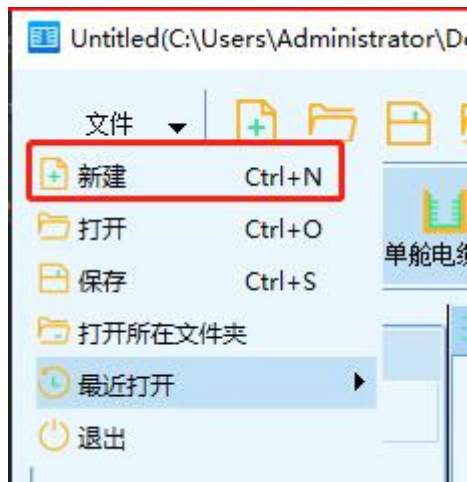 Untitled(C:\Users\Administrator\D
文件
新建 Ctrl+N
打开 Ctrl+O
单舱电缆
保存 Ctrl+S
打开所在文件夹
最近打开
退出